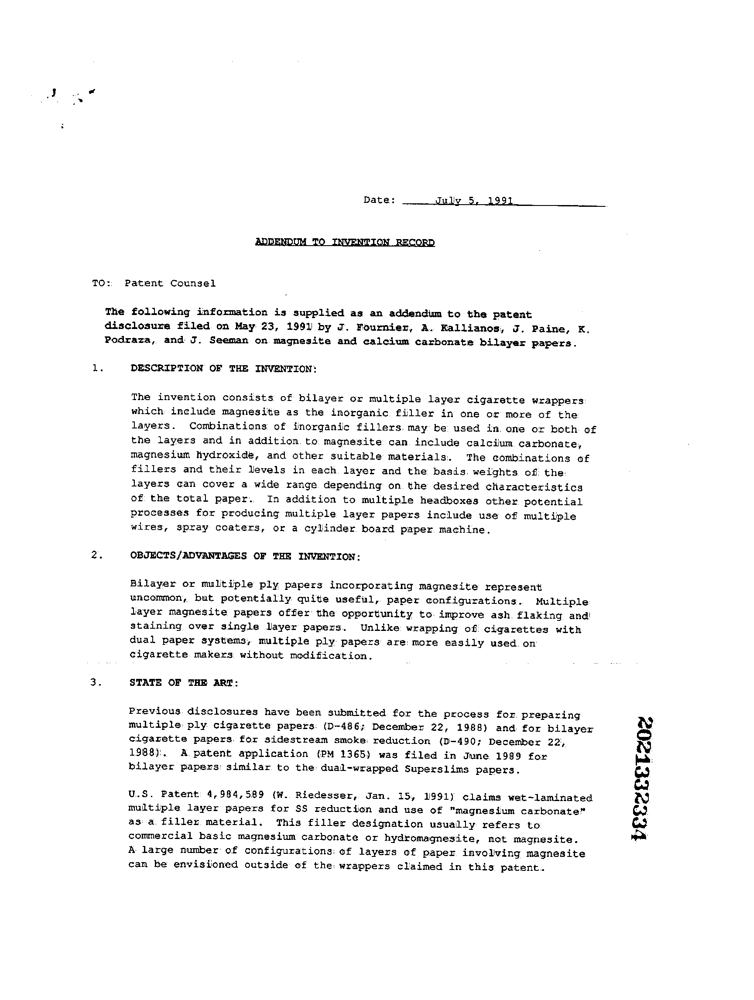 Date: July 5, 1991
ADDENDUM TO INVENTION RECORD
TO: Patent Counsel
The following information is supplied as an addendum to the patent
disclosure filed on May 23, 1991 by J. Fournier, A. Kallianos, J. Paine, K.
Podraza, and J. Seeman on magnesite and calcium carbonate bilayer papers.
1. DESCRIPTION OF THE INVENTION:
The invention consists of bilayer or multiple layer cigarette wrappers
which include magnesite as the inorganic filler in one or more of the
layers. Combinations of inorganic fillers may be used in one or both of
the layers and in addition to magnesite can include calcium carbonate,
magnesium hydroxide, and other suitable materials. The combinations of
fillers and their levels in each layer and the basis weights of the
layers can cover a wide range depending on the desired characteristics
of the total paper. In addition to multiple headboxes other potential
processes for producing multiple layer papers include use of multiple
wires, spray coaters, or a cylinder board paper machine.
2. OBJECTS/ADVANTAGES OF THE INVENTION:
Bilayer or multiple ply papers incorporating magnesite represent
uncommon, but potentially quite useful, paper configurations. Multiple
layer magnesite papers offer the opportunity to improve ash flaking and
staining over single layer papers. Unlike wrapping of cigarettes with
dual paper systems, multiple ply papers are more easily used on
cigarette makers without modification.
3. STATE OF THE ART:
Previous disclosures have been submitted for the process for preparing
multiple ply cigarette papers (D-486; December 22, 1988) and for bilayer
cigarette papers for sidestream smoke reduction (D-490; December 22,
1988). A patent application (PM 1365) was filed in June 1989 for
bilayer papers similar to the dual-wrapped Superslims papers.
U.S. Patent 4,984,589 (W. Riedesser, Jan. 15, 1991) claims wet-laminated
multiple layer papers for SS reduction and use of "magnesium carbonate"
as a filler material. This filler designation usually refers to
commercial basic magnesium carbonate or hydromagnesite, not magnesite.
A large number of configurations of layers of paper involving magnesite
can be envisioned outside of the wrappers claimed in this patent.
2021332334